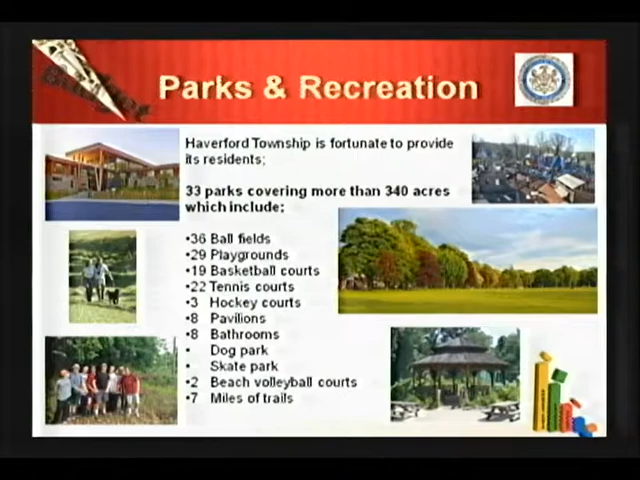 Parks & Recreation
Haverford Township is fortunate to provide
its residents;
33 parks covering more than 340 acres
which include;
•36 Ball fields
•29 Playgrounds
•19 Basketball courts
•22 Tennis courts
•3 Hockey courts
•8 Pavilions
•8 Bathrooms
• Dog park
• Skate park
•2 Beach volleyball courts
•7 Miles of trails